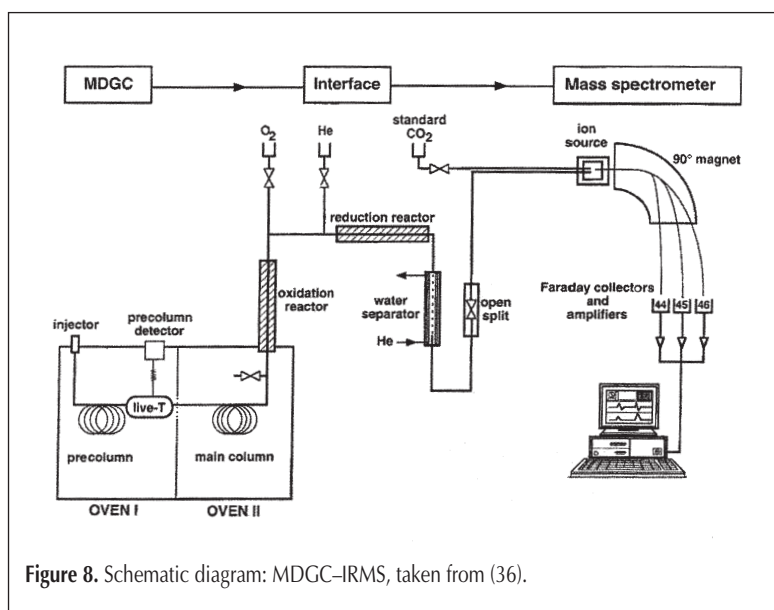 MDGC
Interface
Mass spectrometer
O2
He
standard
CO2
ion
source
90° magnet
reduction reactor
oxidation
reactor
water
separator
He
open
split
Faraday collectors
and
amplifiers
44 45 46
injector
precolumn
detector
live-T
precolumn
main column
OVEN I
OVEN II
Figure 8. Schematic diagram: MDGC–IRMS, taken from (36).